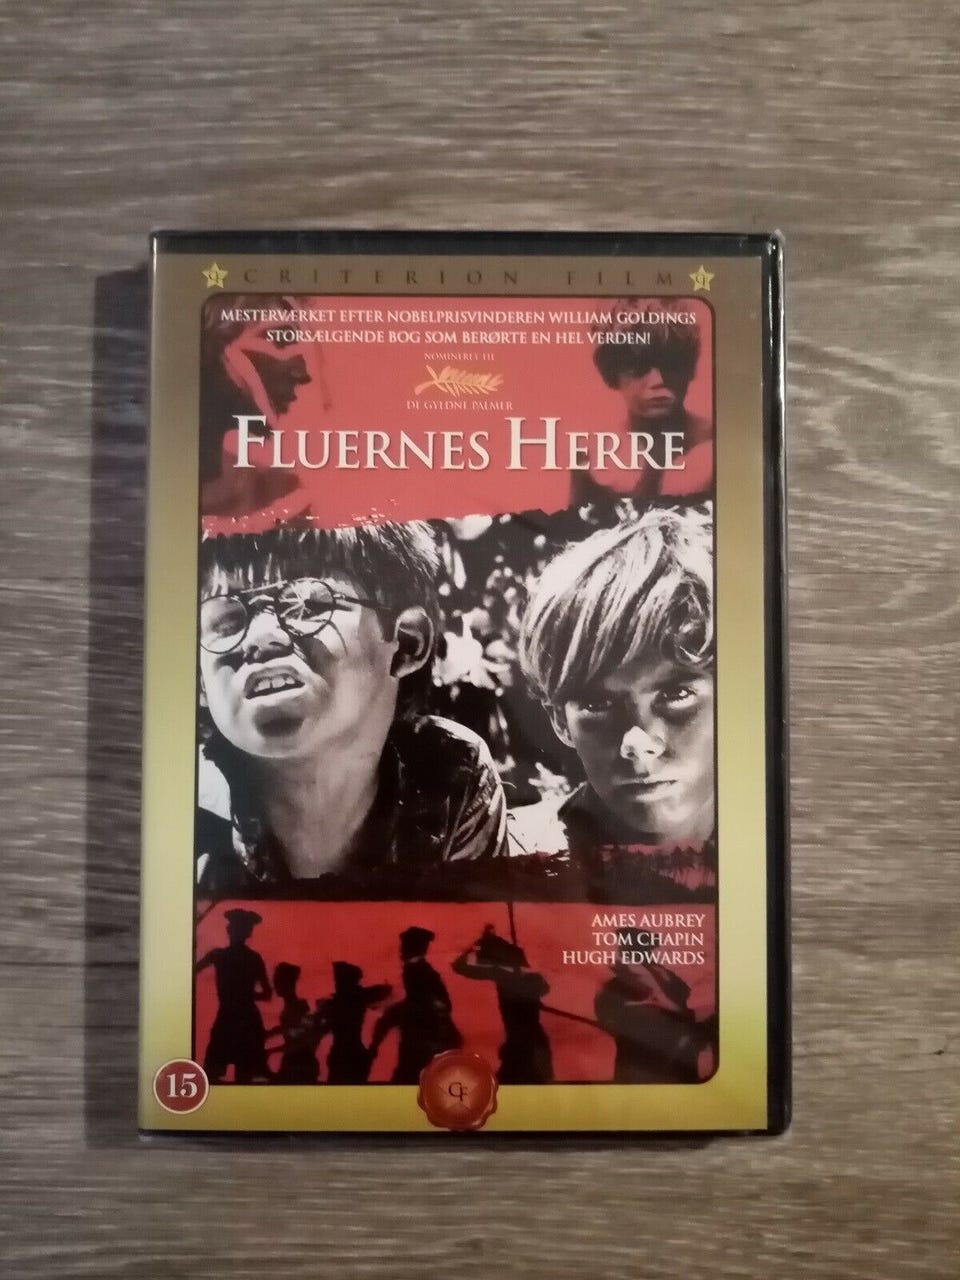 CRITERION FILM
MESTERVÆRKET EFTER NOBELPRISVINDEREN WILLIAM GOLDINGS
STORSÆLGENDE BOG SOM BERØRTE EN HEL VERDEN!
NOMINERET TIL
DE GYLDNE PALMER
FLUERNES HERRE
AMES AUBREY
TOM CHAPIN
HUGH EDWARDS
15
CF